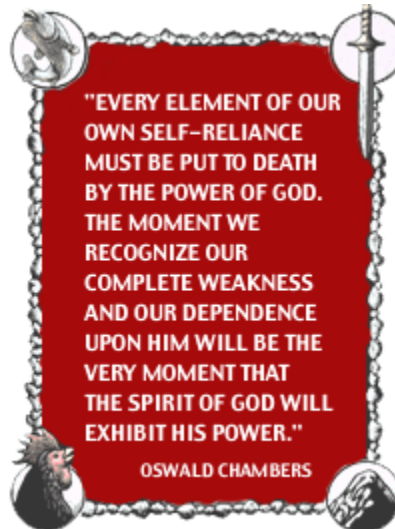 "EVERY ELEMENT OF OUR
OWN SELF-RELIANCE
MUST BE PUT TO DEATH
BY THE POWER OF GOD.
THE MOMENT WE
RECOGNIZE OUR
COMPLETE WEAKNESS
AND OUR DEPENDENCE
UPON HIM WILL BE THE
VERY MOMENT THAT
THE SPIRIT OF GOD WILL
EXHIBIT HIS POWER."
OSWALD CHAMBERS